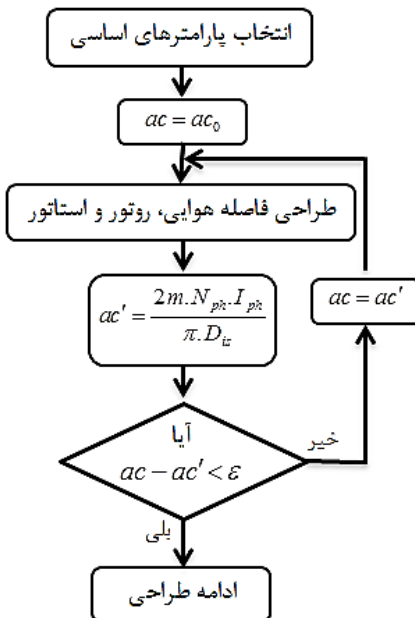 انتخاب پارامترهای اساسی
ac = ac₀
طراحی فاصله هوایی، روتور و استاتور
ac′ = 2m.N_ph.I_ph / π.D_is
ac = ac′
آیا
خیر
ac − ac′ < ε
بلی
ادامه طراحی